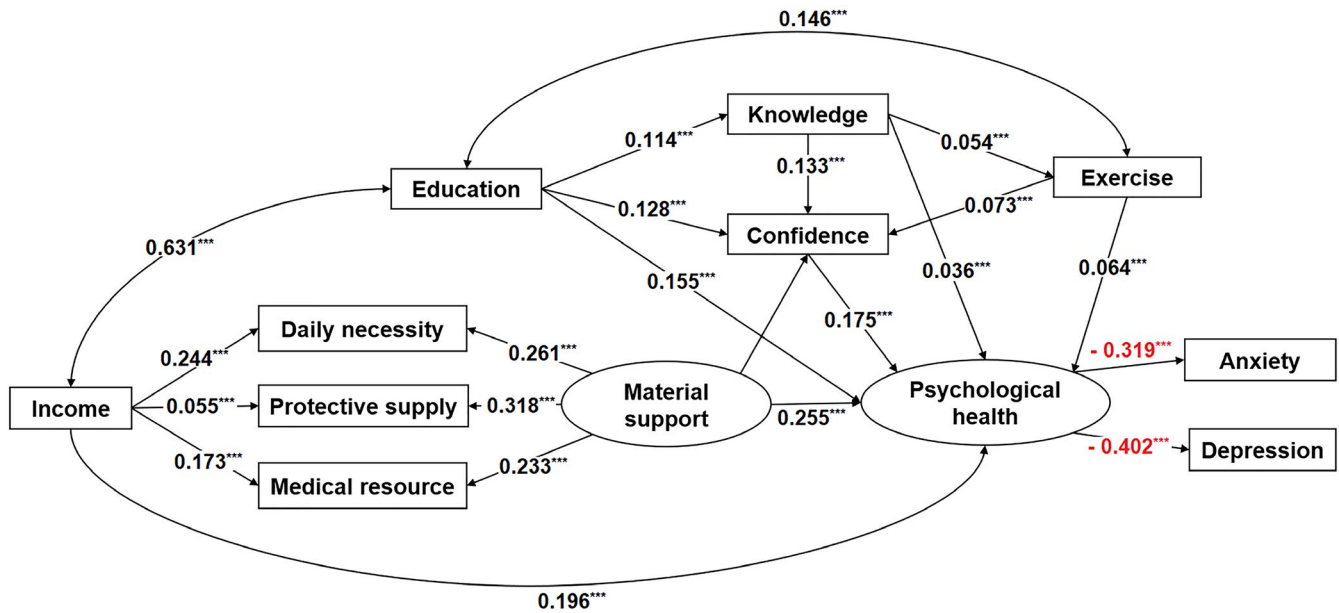 0.146***
Knowledge
0.114***
0.054***
0.133***
Education
Exercise
0.128***
0.073***
Confidence
0.631***
0.155***
0.036***
0.064***
0.175***
Daily necessity
0.244***
0.261***
- 0.319***
Anxiety
Income
0.055***
Protective supply
0.318***
Material
support
0.255***
Psychological
health
0.173***
0.233***
- 0.402***
Depression
Medical resource
0.196***